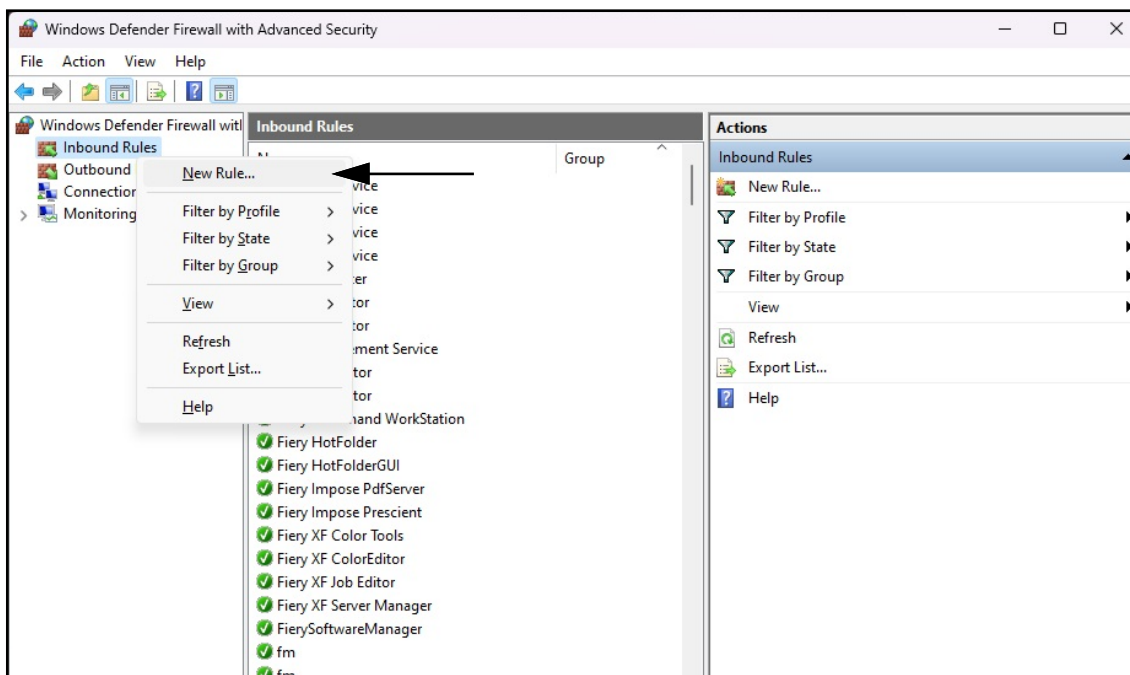 Windows Defender Firewall with Advanced Security
File Action View Help
Windows Defender Firewall with
Inbound Rules
Outbound
Connection
Monitoring
New Rule...
Filter by Profile
Filter by State
Filter by Group
View
Refresh
Export List...
Help
Inbound Rules
Group
vice
vice
vice
vice
ter
tor
tor
ement Service
tor
tor
mand WorkStation
Fiery HotFolder
Fiery HotFolderGUI
Fiery Impose PdfServer
Fiery Impose Prescient
Fiery XF Color Tools
Fiery XF ColorEditor
Fiery XF Job Editor
Fiery XF Server Manager
FierySoftwareManager
fm
fm
Actions
Inbound Rules
New Rule...
Filter by Profile
Filter by State
Filter by Group
View
Refresh
Export List...
Help